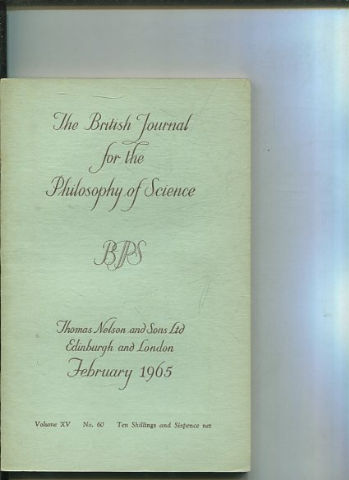 The British Journal
for the
Philosophy of Science
BJPS
Thomas Nelson and Sons Ltd
Edinburgh and London
February 1965
Volume XV No. 60 Ten Shillings and Sixpence net